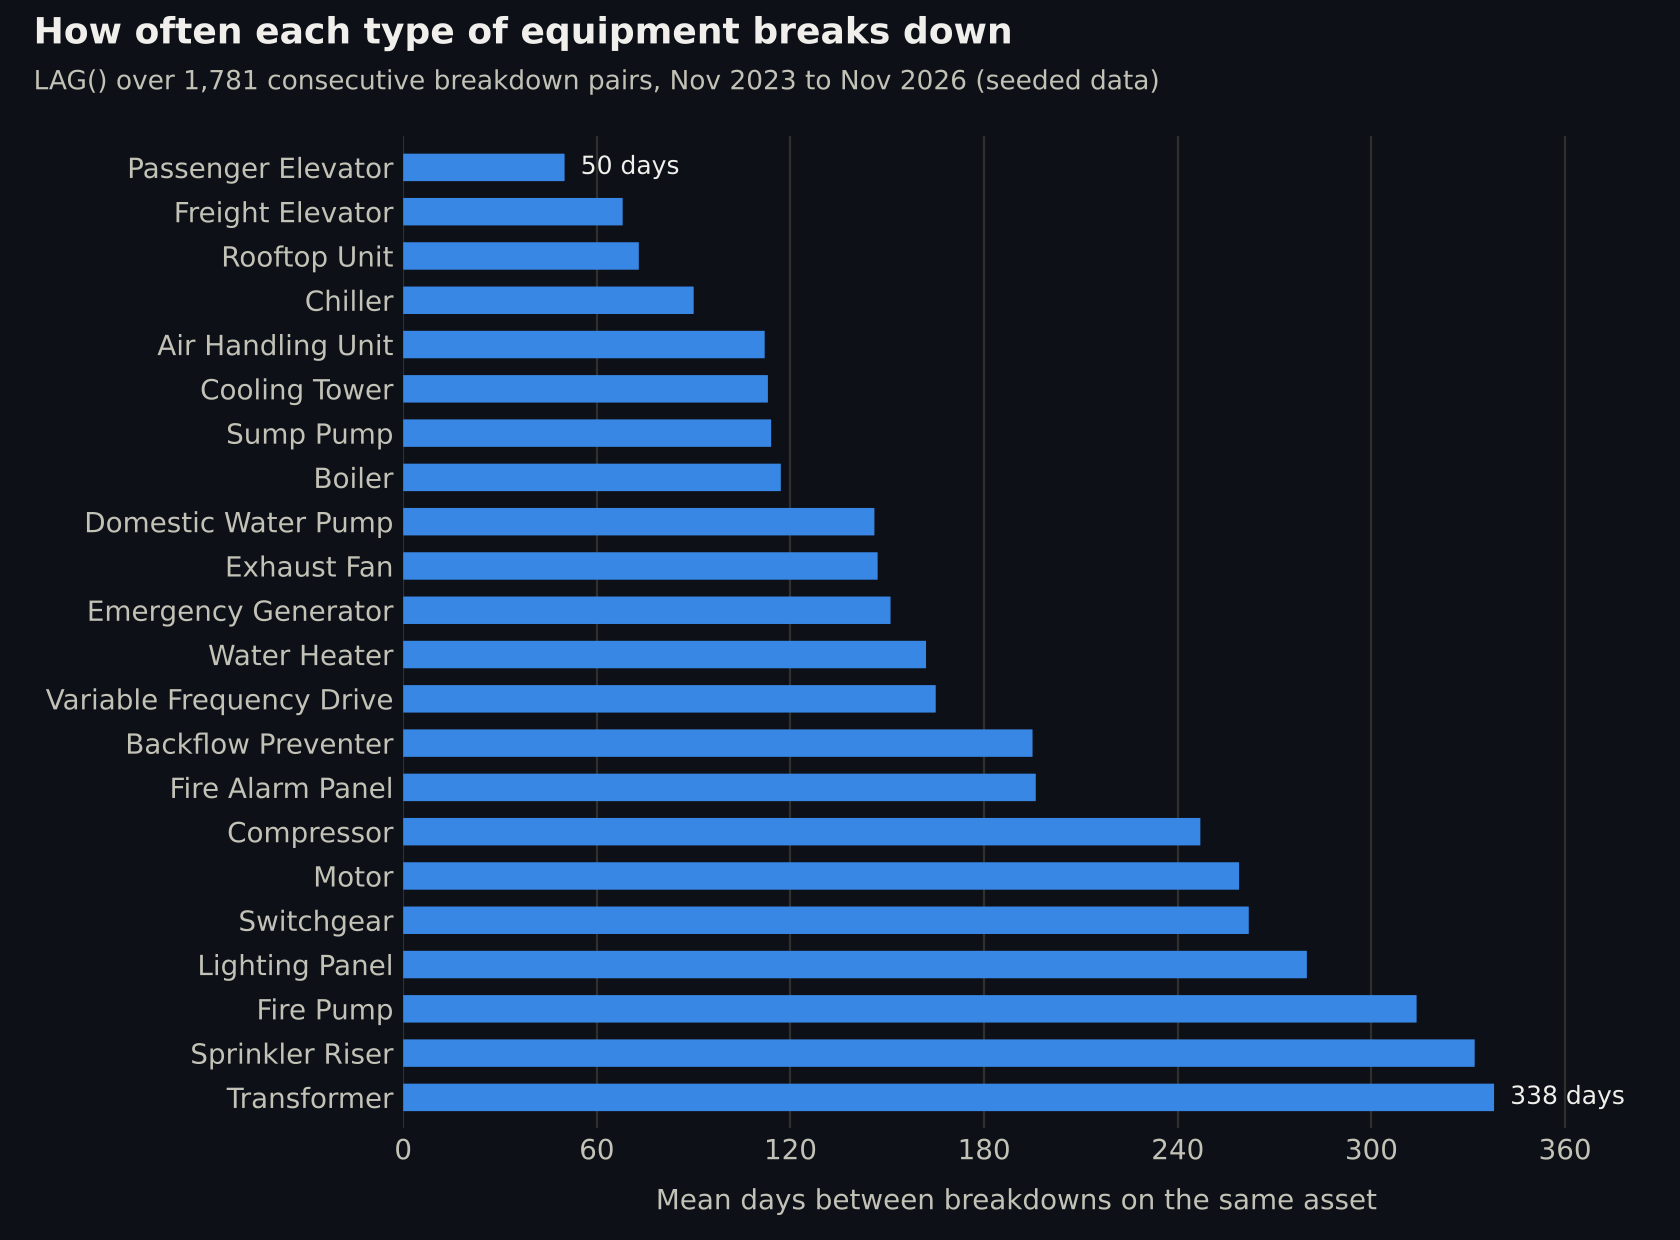 How often each type of equipment breaks down
LAG() over 1,781 consecutive breakdown pairs, Nov 2023 to Nov 2026 (seeded data)
Passenger Elevator 50 days
Freight Elevator
Rooftop Unit
Chiller
Air Handling Unit
Cooling Tower
Sump Pump
Boiler
Domestic Water Pump
Exhaust Fan
Emergency Generator
Water Heater
Variable Frequency Drive
Backflow Preventer
Fire Alarm Panel
Compressor
Motor
Switchgear
Lighting Panel
Fire Pump
Sprinkler Riser
Transformer 338 days
0 60 120 180 240 300 360
Mean days between breakdowns on the same asset